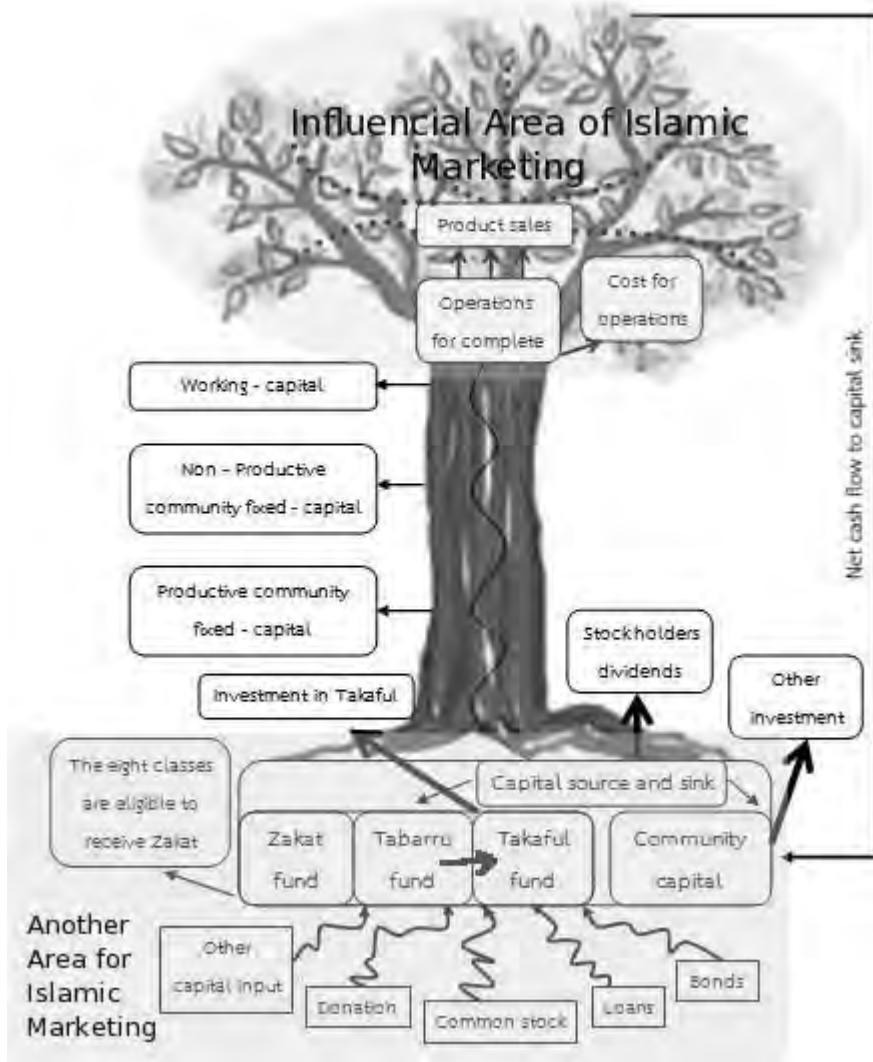 Influencial Area of Islamic
Marketing
Product sales
Operations
for complete
Cost for
operations
Working - capital
Non - Productive
community fixed - capital
Productive community
fixed - capital
Net cash flow to capital sink
Stockholders
dividends
Investment in Takaful
Other
investment
The eight classes
are eligible to
receive Zakat
Capital source and sink
Zakat
fund
Tabarru
fund
Takaful
fund
Community
capital
Another
Area for
Islamic
Marketing
Other
capital input
Donation
Common stock
Loans
Bonds